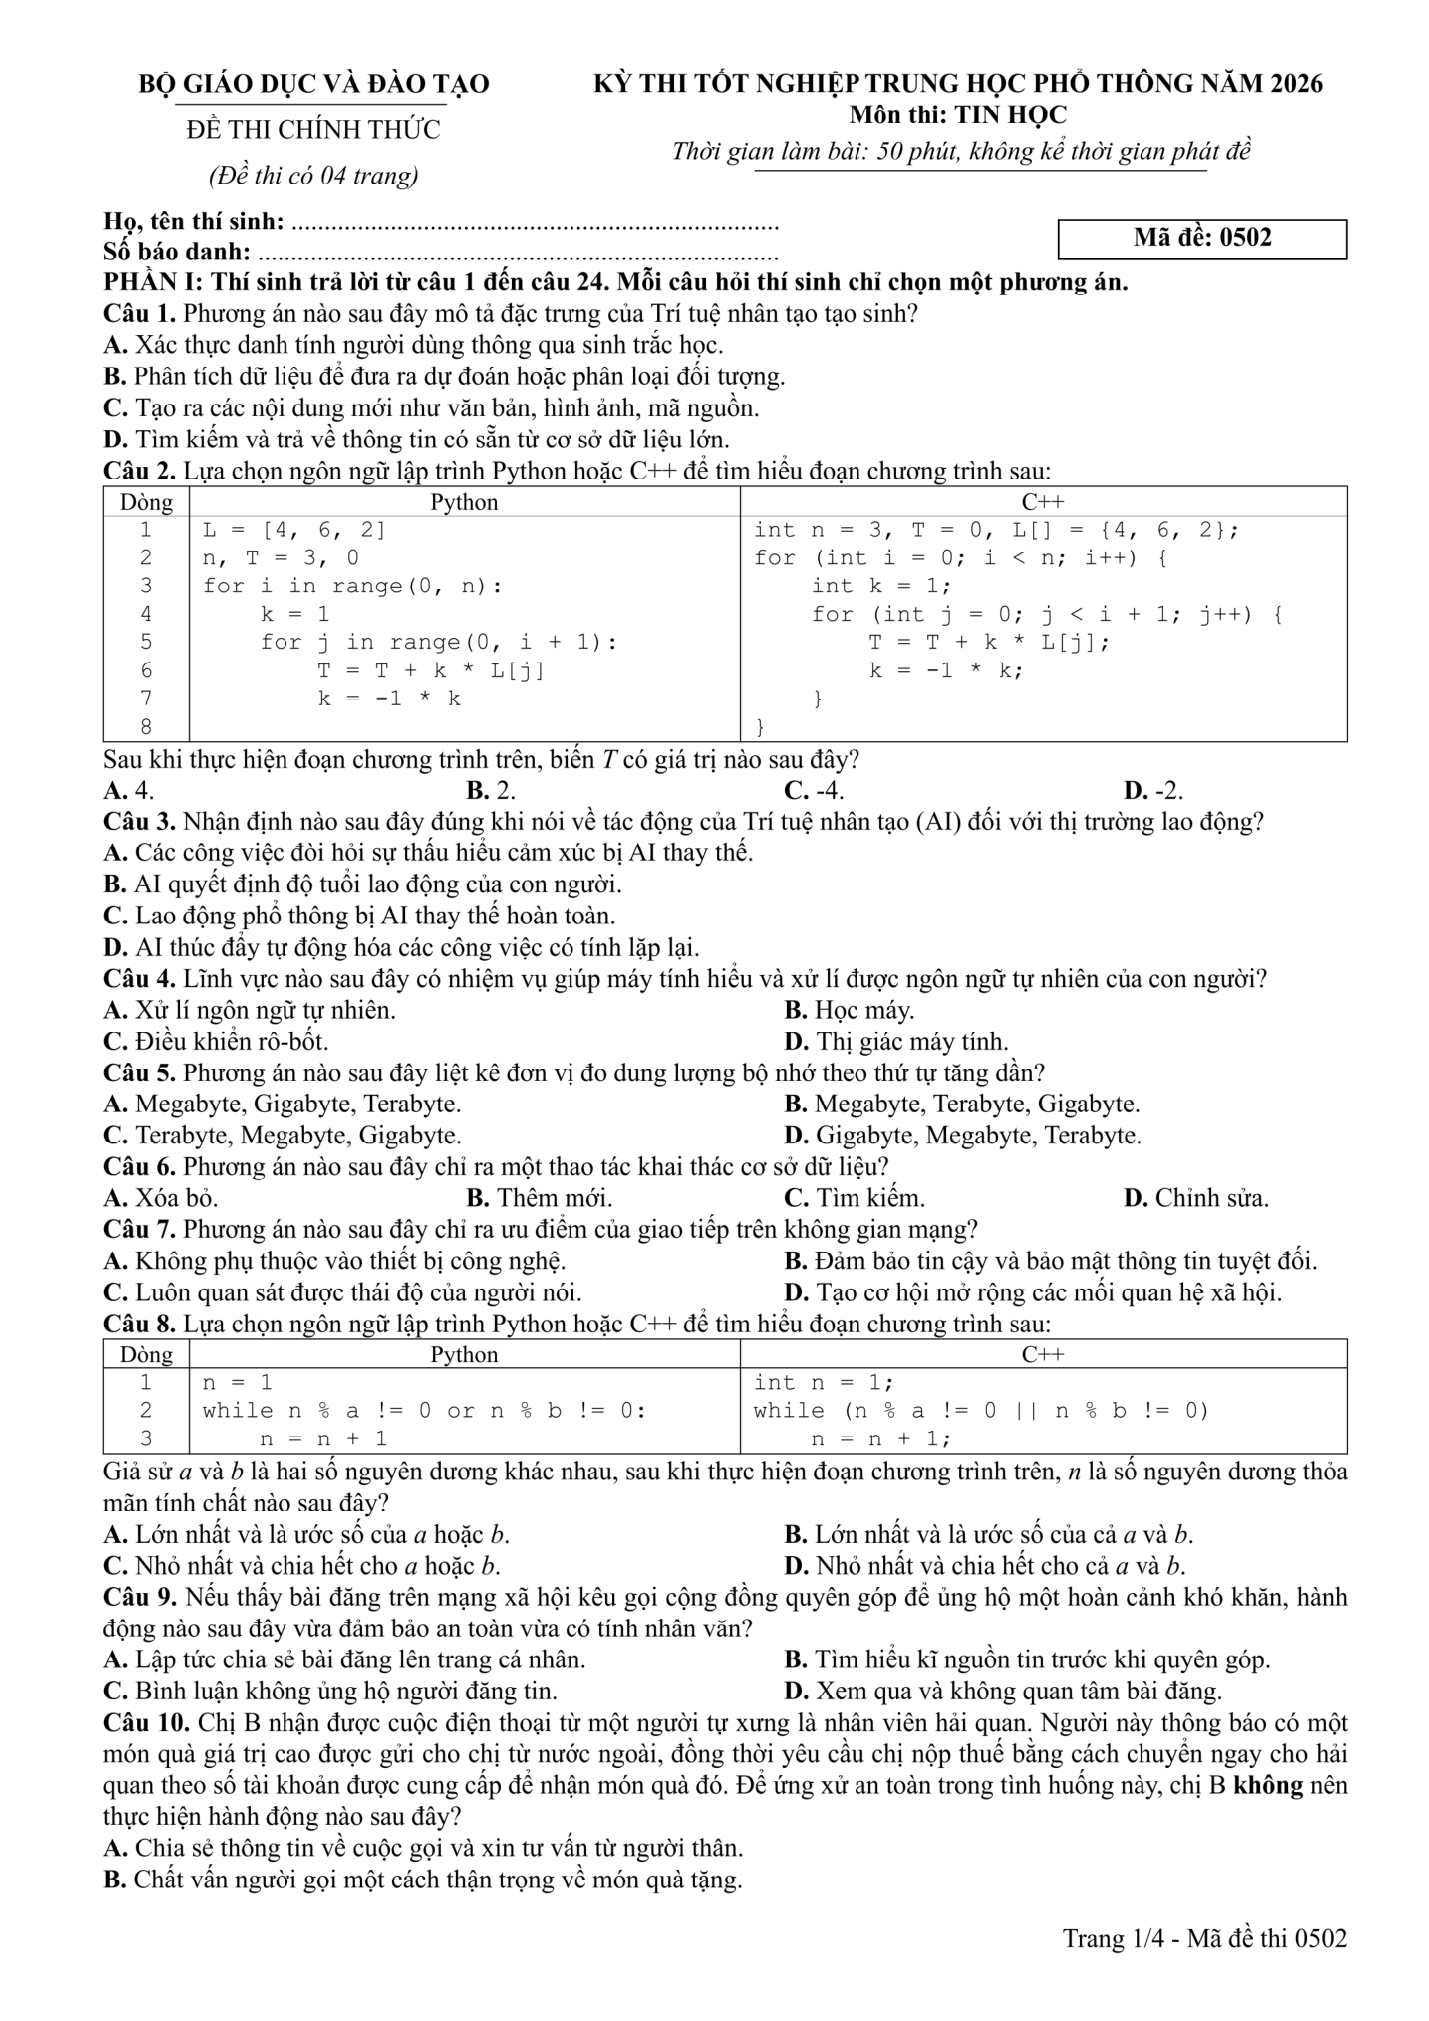 BỘ GIÁO DỤC VÀ ĐÀO TẠO
ĐỀ THI CHÍNH THỨC
(Đề thi có 04 trang)
KỲ THI TỐT NGHIỆP TRUNG HỌC PHỔ THÔNG NĂM 2026
Môn thi: TIN HỌC
Thời gian làm bài: 50 phút, không kể thời gian phát đề
Họ, tên thí sinh: ..........................................................................
Số báo danh: ...............................................................................
Mã đề: 0502
PHẦN I: Thí sinh trả lời từ câu 1 đến câu 24. Mỗi câu hỏi thí sinh chỉ chọn một phương án.
Câu 1. Phương án nào sau đây mô tả đặc trưng của Trí tuệ nhân tạo tạo sinh?
A. Xác thực danh tính người dùng thông qua sinh trắc học.
B. Phân tích dữ liệu để đưa ra dự đoán hoặc phân loại đối tượng.
C. Tạo ra các nội dung mới như văn bản, hình ảnh, mã nguồn.
D. Tìm kiếm và trả về thông tin có sẵn từ cơ sở dữ liệu lớn.
Câu 2. Lựa chọn ngôn ngữ lập trình Python hoặc C++ để tìm hiểu đoạn chương trình sau:
Dòng Python C++
1 L = [4, 6, 2] int n = 3, T = 0, L[] = {4, 6, 2};
2 n, T = 3, 0 for (int i = 0; i < n; i++) {
3 for i in range(0, n): int k = 1;
4 k = 1 for (int j = 0; j < i + 1; j++) {
5 for j in range(0, i + 1): T = T + k * L[j];
6 T = T + k * L[j] k = -1 * k;
7 k = -1 * k }
8 }
Sau khi thực hiện đoạn chương trình trên, biến T có giá trị nào sau đây?
A. 4. B. 2. C. -4. D. -2.
Câu 3. Nhận định nào sau đây đúng khi nói về tác động của Trí tuệ nhân tạo (AI) đối với thị trường lao động?
A. Các công việc đòi hỏi sự thấu hiểu cảm xúc bị AI thay thế.
B. AI quyết định độ tuổi lao động của con người.
C. Lao động phổ thông bị AI thay thế hoàn toàn.
D. AI thúc đẩy tự động hóa các công việc có tính lặp lại.
Câu 4. Lĩnh vực nào sau đây có nhiệm vụ giúp máy tính hiểu và xử lí được ngôn ngữ tự nhiên của con người?
A. Xử lí ngôn ngữ tự nhiên. B. Học máy.
C. Điều khiển rô-bốt. D. Thị giác máy tính.
Câu 5. Phương án nào sau đây liệt kê đơn vị đo dung lượng bộ nhớ theo thứ tự tăng dần?
A. Megabyte, Gigabyte, Terabyte. B. Megabyte, Terabyte, Gigabyte.
C. Terabyte, Megabyte, Gigabyte. D. Gigabyte, Megabyte, Terabyte.
Câu 6. Phương án nào sau đây chỉ ra một thao tác khai thác cơ sở dữ liệu?
A. Xóa bỏ. B. Thêm mới. C. Tìm kiếm. D. Chỉnh sửa.
Câu 7. Phương án nào sau đây chỉ ra ưu điểm của giao tiếp trên không gian mạng?
A. Không phụ thuộc vào thiết bị công nghệ. B. Đảm bảo tin cậy và bảo mật thông tin tuyệt đối.
C. Luôn quan sát được thái độ của người nói. D. Tạo cơ hội mở rộng các mối quan hệ xã hội.
Câu 8. Lựa chọn ngôn ngữ lập trình Python hoặc C++ để tìm hiểu đoạn chương trình sau:
Dòng Python C++
1 n = 1 int n = 1;
2 while n % a != 0 or n % b != 0: while (n % a != 0 || n % b != 0)
3 n = n + 1 n = n + 1;
Giả sử a và b là hai số nguyên dương khác nhau, sau khi thực hiện đoạn chương trình trên, n là số nguyên dương thỏa
mãn tính chất nào sau đây?
A. Lớn nhất và là ước số của a hoặc b. B. Lớn nhất và là ước số của cả a và b.
C. Nhỏ nhất và chia hết cho a hoặc b. D. Nhỏ nhất và chia hết cho cả a và b.
Câu 9. Nếu thấy bài đăng trên mạng xã hội kêu gọi cộng đồng quyên góp để ủng hộ một hoàn cảnh khó khăn, hành
động nào sau đây vừa đảm bảo an toàn vừa có tính nhân văn?
A. Lập tức chia sẻ bài đăng lên trang cá nhân. B. Tìm hiểu kĩ nguồn tin trước khi quyên góp.
C. Bình luận không ủng hộ người đăng tin. D. Xem qua và không quan tâm bài đăng.
Câu 10. Chị B nhận được cuộc điện thoại từ một người tự xưng là nhân viên hải quan. Người này thông báo có một
món quà giá trị cao được gửi cho chị từ nước ngoài, đồng thời yêu cầu chị nộp thuế bằng cách chuyển ngay cho hải
quan theo số tài khoản được cung cấp để nhận món quà đó. Để ứng xử an toàn trong tình huống này, chị B không nên
thực hiện hành động nào sau đây?
A. Chia sẻ thông tin về cuộc gọi và xin tư vấn từ người thân.
B. Chất vấn người gọi một cách thận trọng về món quà tặng.
Trang 1/4 - Mã đề thi 0502